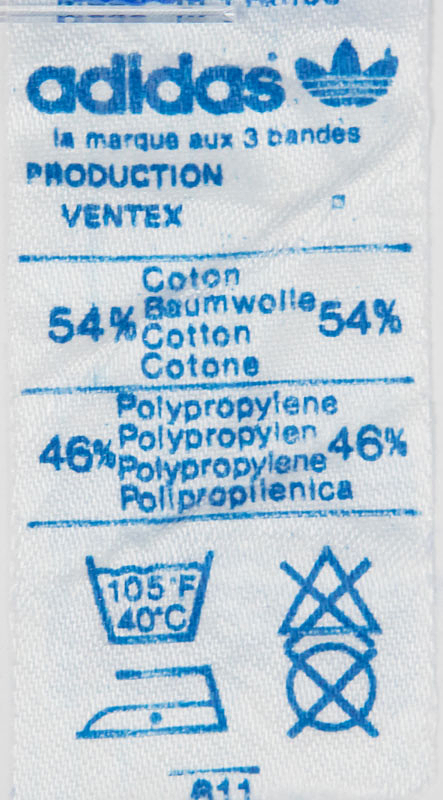 adidas
la marque aux 3 bandes
PRODUCTION
VENTEX
Coton
54% Baumwolle 54%
Cotton
Cotone
Polypropylene
46% Polypropylen 46%
Polypropylene
Polipropilenica
105°F
40°C